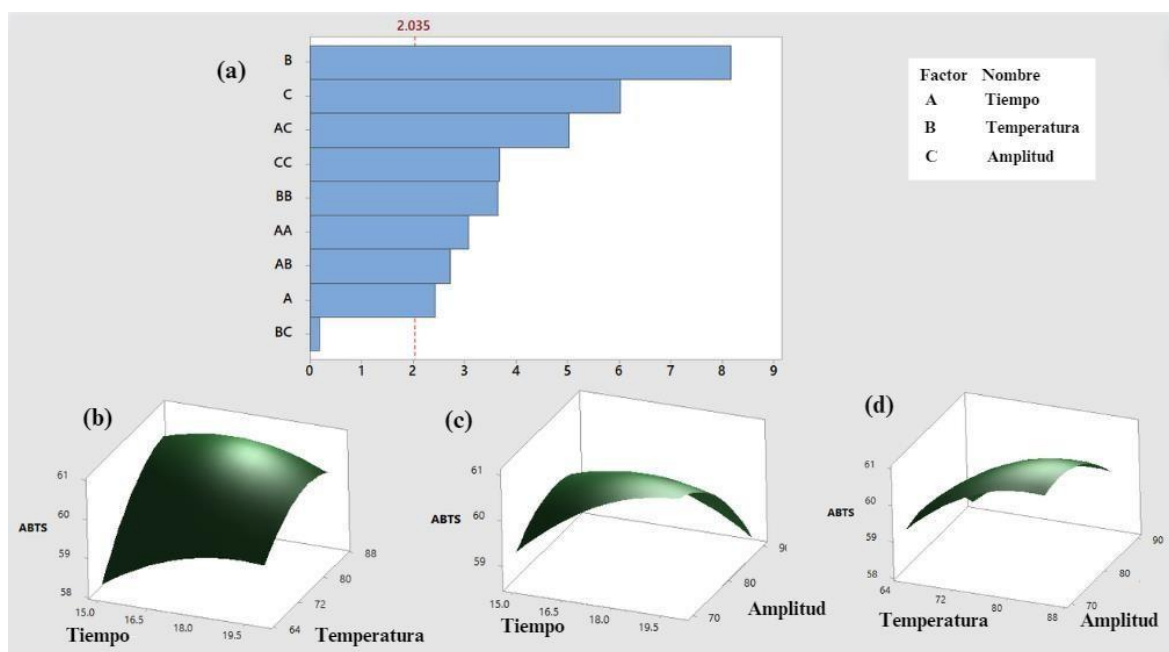 2.035
(a)
B
C
AC
CC
BB
AA
AB
A
BC
0 1 2 3 4 5 6 7 8 9
Factor Nombre
A Tiempo
B Temperatura
C Amplitud
(b)
61
60
ABTS
59
58
15.0
16.5
18.0
19.5
Tiempo
64
72
80
88
Temperatura
(c)
61
60
ABTS
59
15.0
16.5
18.0
19.5
Tiempo
70
80
Amplitud
(d)
61
60
ABTS
59
58
64
72
80
88
Temperatura
70
80
90
Amplitud